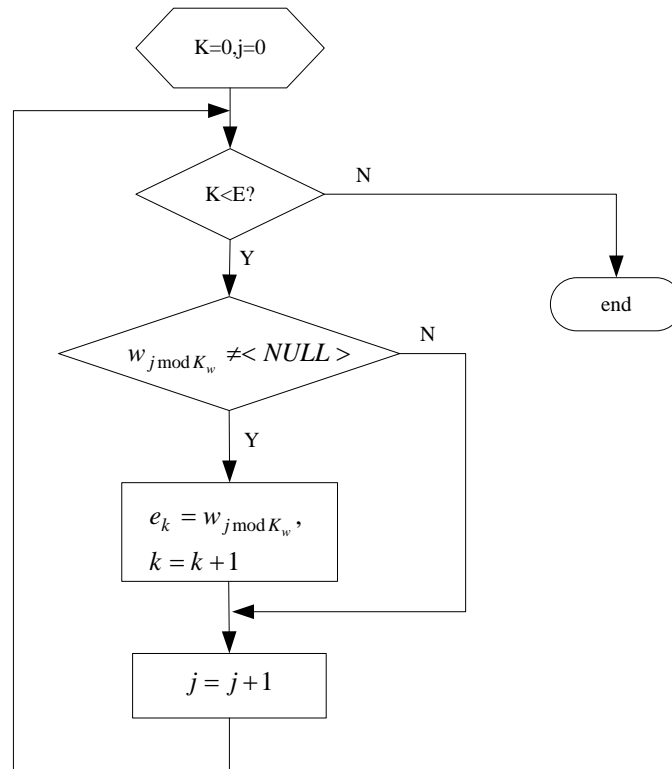 K=0,j=0
K<E?
N
Y
end
w_{j mod K_w} ≠< NULL >
N
Y
e_k = w_{j mod K_w} ,
k = k +1
j = j +1